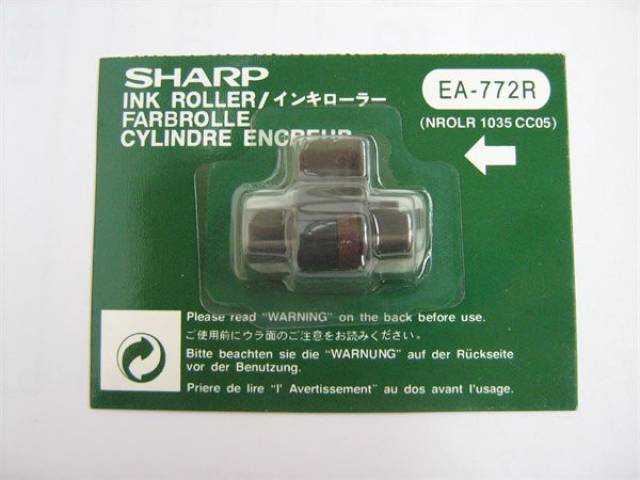 SHARP
INK ROLLER/インキローラー
FARBROLLE
CYLINDRE ENCREUR
EA-772R
(NROLR 1035 CC05)
Please read "WARNING" on the back before use.
ご使用前にウラ面のご注意をお読みください。
Bitte beachten sie die "WARNUNG" auf der Rückseite
vor der Benutzung.
Priere de lire "l' Avertissement" au dos avant l'usage.